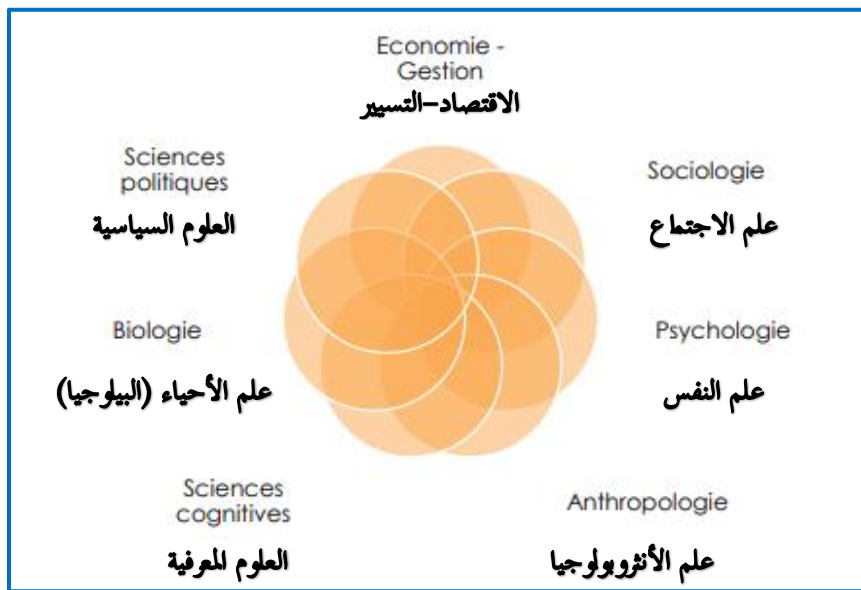 Economie -
Gestion
الاقتصاد-التسيير
Sciences
politiques
العلوم السياسية
Sociologie
علم الاجتماع
Biologie
علم الأحياء (البيلوجيا)
Psychologie
علم النفس
Sciences
cognitives
العلوم المعرفية
Anthropologie
علم الأنثروبولوجيا